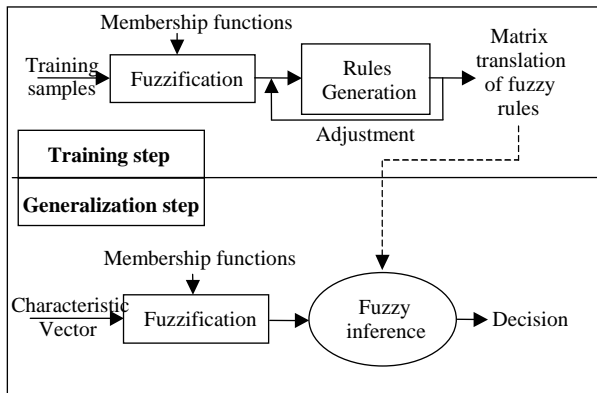 Membership functions
Training
samples
Fuzzification
Rules
Generation
Matrix
translation
of fuzzy
rules
Adjustment
Training step
Generalization step
Membership functions
Characteristic
Vector
Fuzzification
Fuzzy
inference
Decision